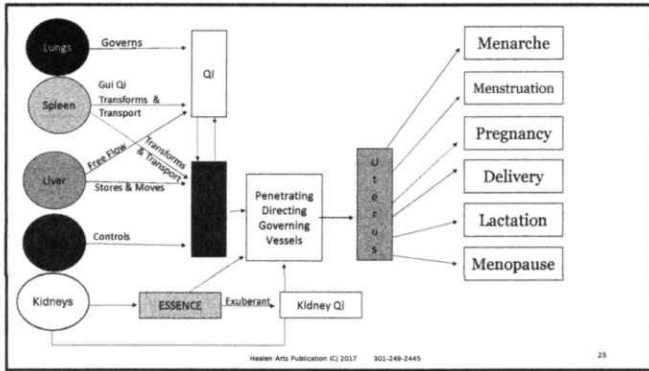 Lungs
Governs
Qi
Menarche
Gui Qi
Spleen
Transforms &
Transport
Menstruation
Free Flow
Transforms
& Transport
Pregnancy
Liver
Stores & Moves
Penetrating
Directing
Governing
Vessels
Uterus
Delivery
Controls
Lactation
Kidneys
ESSENCE
Exuberant
Kidney Qi
Menopause
Healen Arts Publication (C) 2017 301-249-2445
25